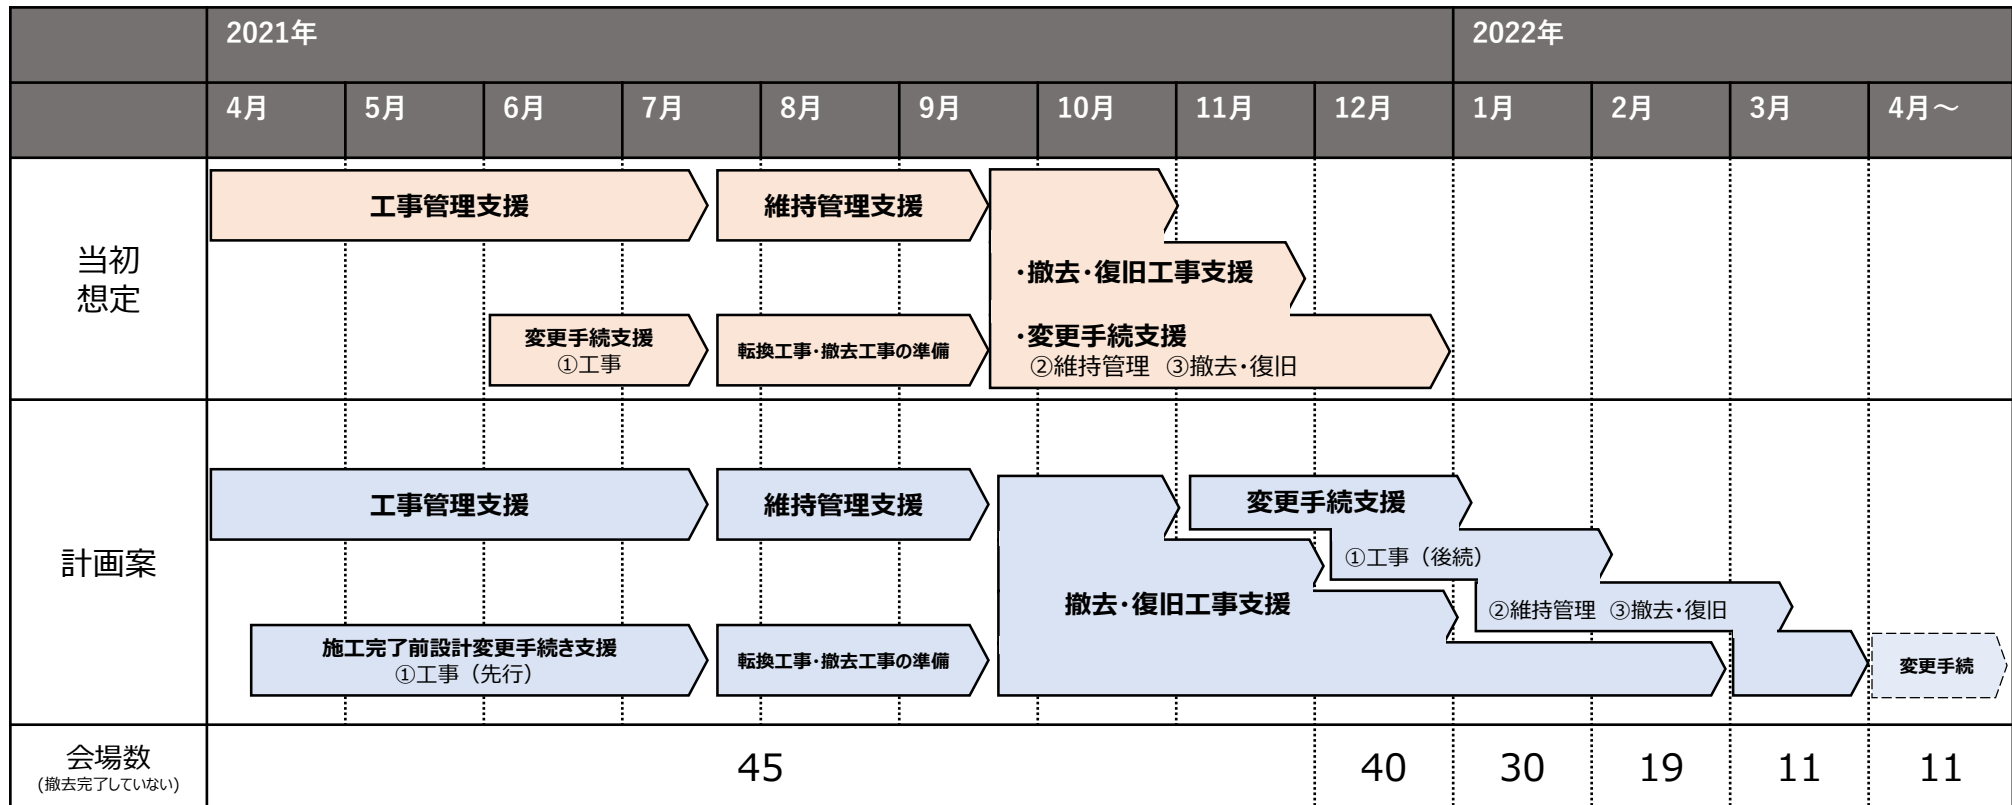 2021年
2022年
4月
5月
6月
7月
8月
9月
10月
11月
12月
1月
2月
3月
4月～
当初
想定
工事管理支援
維持管理支援
・撤去・復旧工事支援
・変更手続支援
②維持管理 ③撤去・復旧
変更手続支援
①工事
転換工事・撤去工事の準備
計画案
工事管理支援
維持管理支援
変更手続支援
①工事（後続）
②維持管理 ③撤去・復旧
撤去・復旧工事支援
施工完了前設計変更手続き支援
①工事（先行）
転換工事・撤去工事の準備
変更手続
会場数
(撤去完了していない)
45
40
30
19
11
11